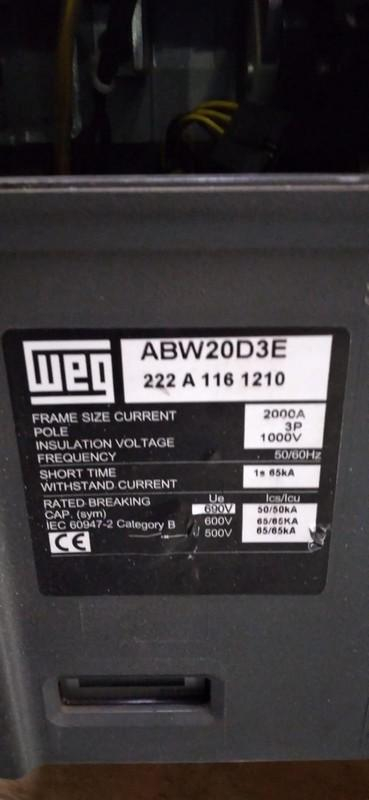 WEG
ABW20D3E
222 A 116 1210
FRAME SIZE CURRENT 2000A
POLE 3P
INSULATION VOLTAGE 1000V
FREQUENCY 50/60Hz
SHORT TIME
WITHSTAND CURRENT 1s 65kA
RATED BREAKING Ue Ics/Icu
CAP. (sym) 690V 50/50kA
IEC 60947-2 Category B 600V 65/65KA
CE 500V 65/65kA